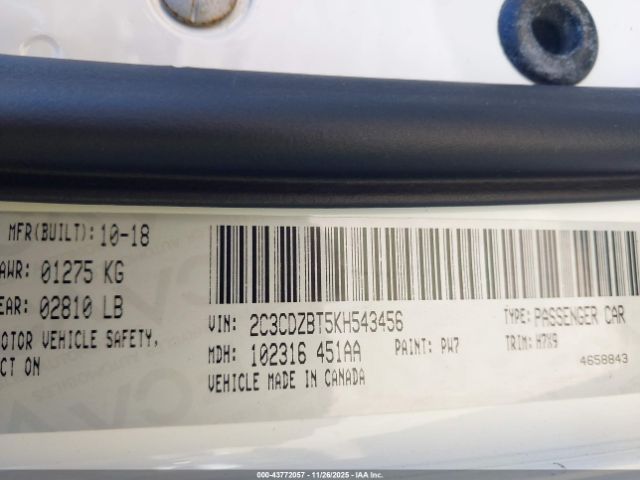 MFR(BUILT): 10-18
AWR: 01275 KG
EAR: 02810 LB
OTOR VEHICLE SAFETY,
CT ON
VIN: 2C3CDZBT5KH543456
TYPE: PASSENGER CAR
MDH: 102316 451AA
PAINT: PW7
TRIM: H7X9
VEHICLE MADE IN CANADA
4658843
000-43772057 - 11/26/2025 - IAA Inc.